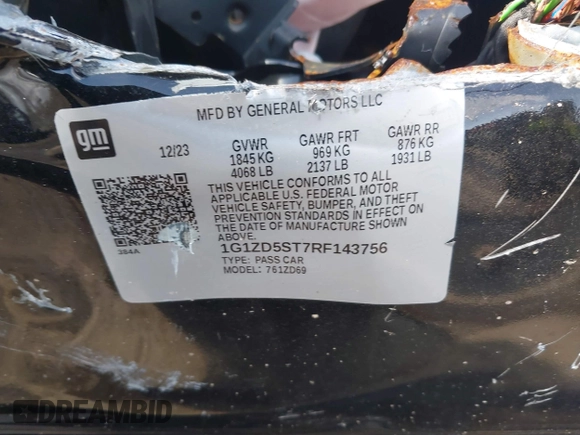 MFD BY GENERAL MOTORS LLC
gm
12/23
GVWR
1845 KG
4068 LB
GAWR FRT
969 KG
2137 LB
GAWR RR
876 KG
1931 LB
THIS VEHICLE CONFORMS TO ALL
APPLICABLE U.S. FEDERAL MOTOR
VEHICLE SAFETY, BUMPER, AND THEFT
PREVENTION STANDARDS IN EFFECT ON
THE DATE OF MANUFACTURE SHOWN
ABOVE.
384A
1G1ZD5ST7RF143756
TYPE: PASS CAR
MODEL: 761ZD69
DREAMBID